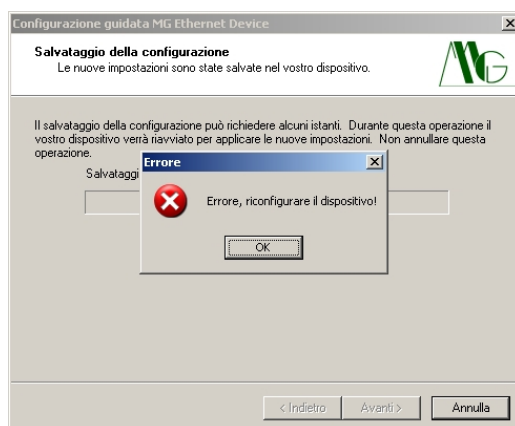 Configurazione guidata MG Ethernet Device
Salvataggio della configurazione
Le nuove impostazioni sono state salvate nel vostro dispositivo.
MG
Il salvataggio della configurazione può richiedere alcuni istanti. Durante questa operazione il
vostro dispositivo verrà riavviato per applicare le nuove impostazioni. Non annullare questa
operazione.
Salvataggi
Errore
Errore, riconfigurare il dispositivo!
OK
< Indietro
Avanti >
Annulla